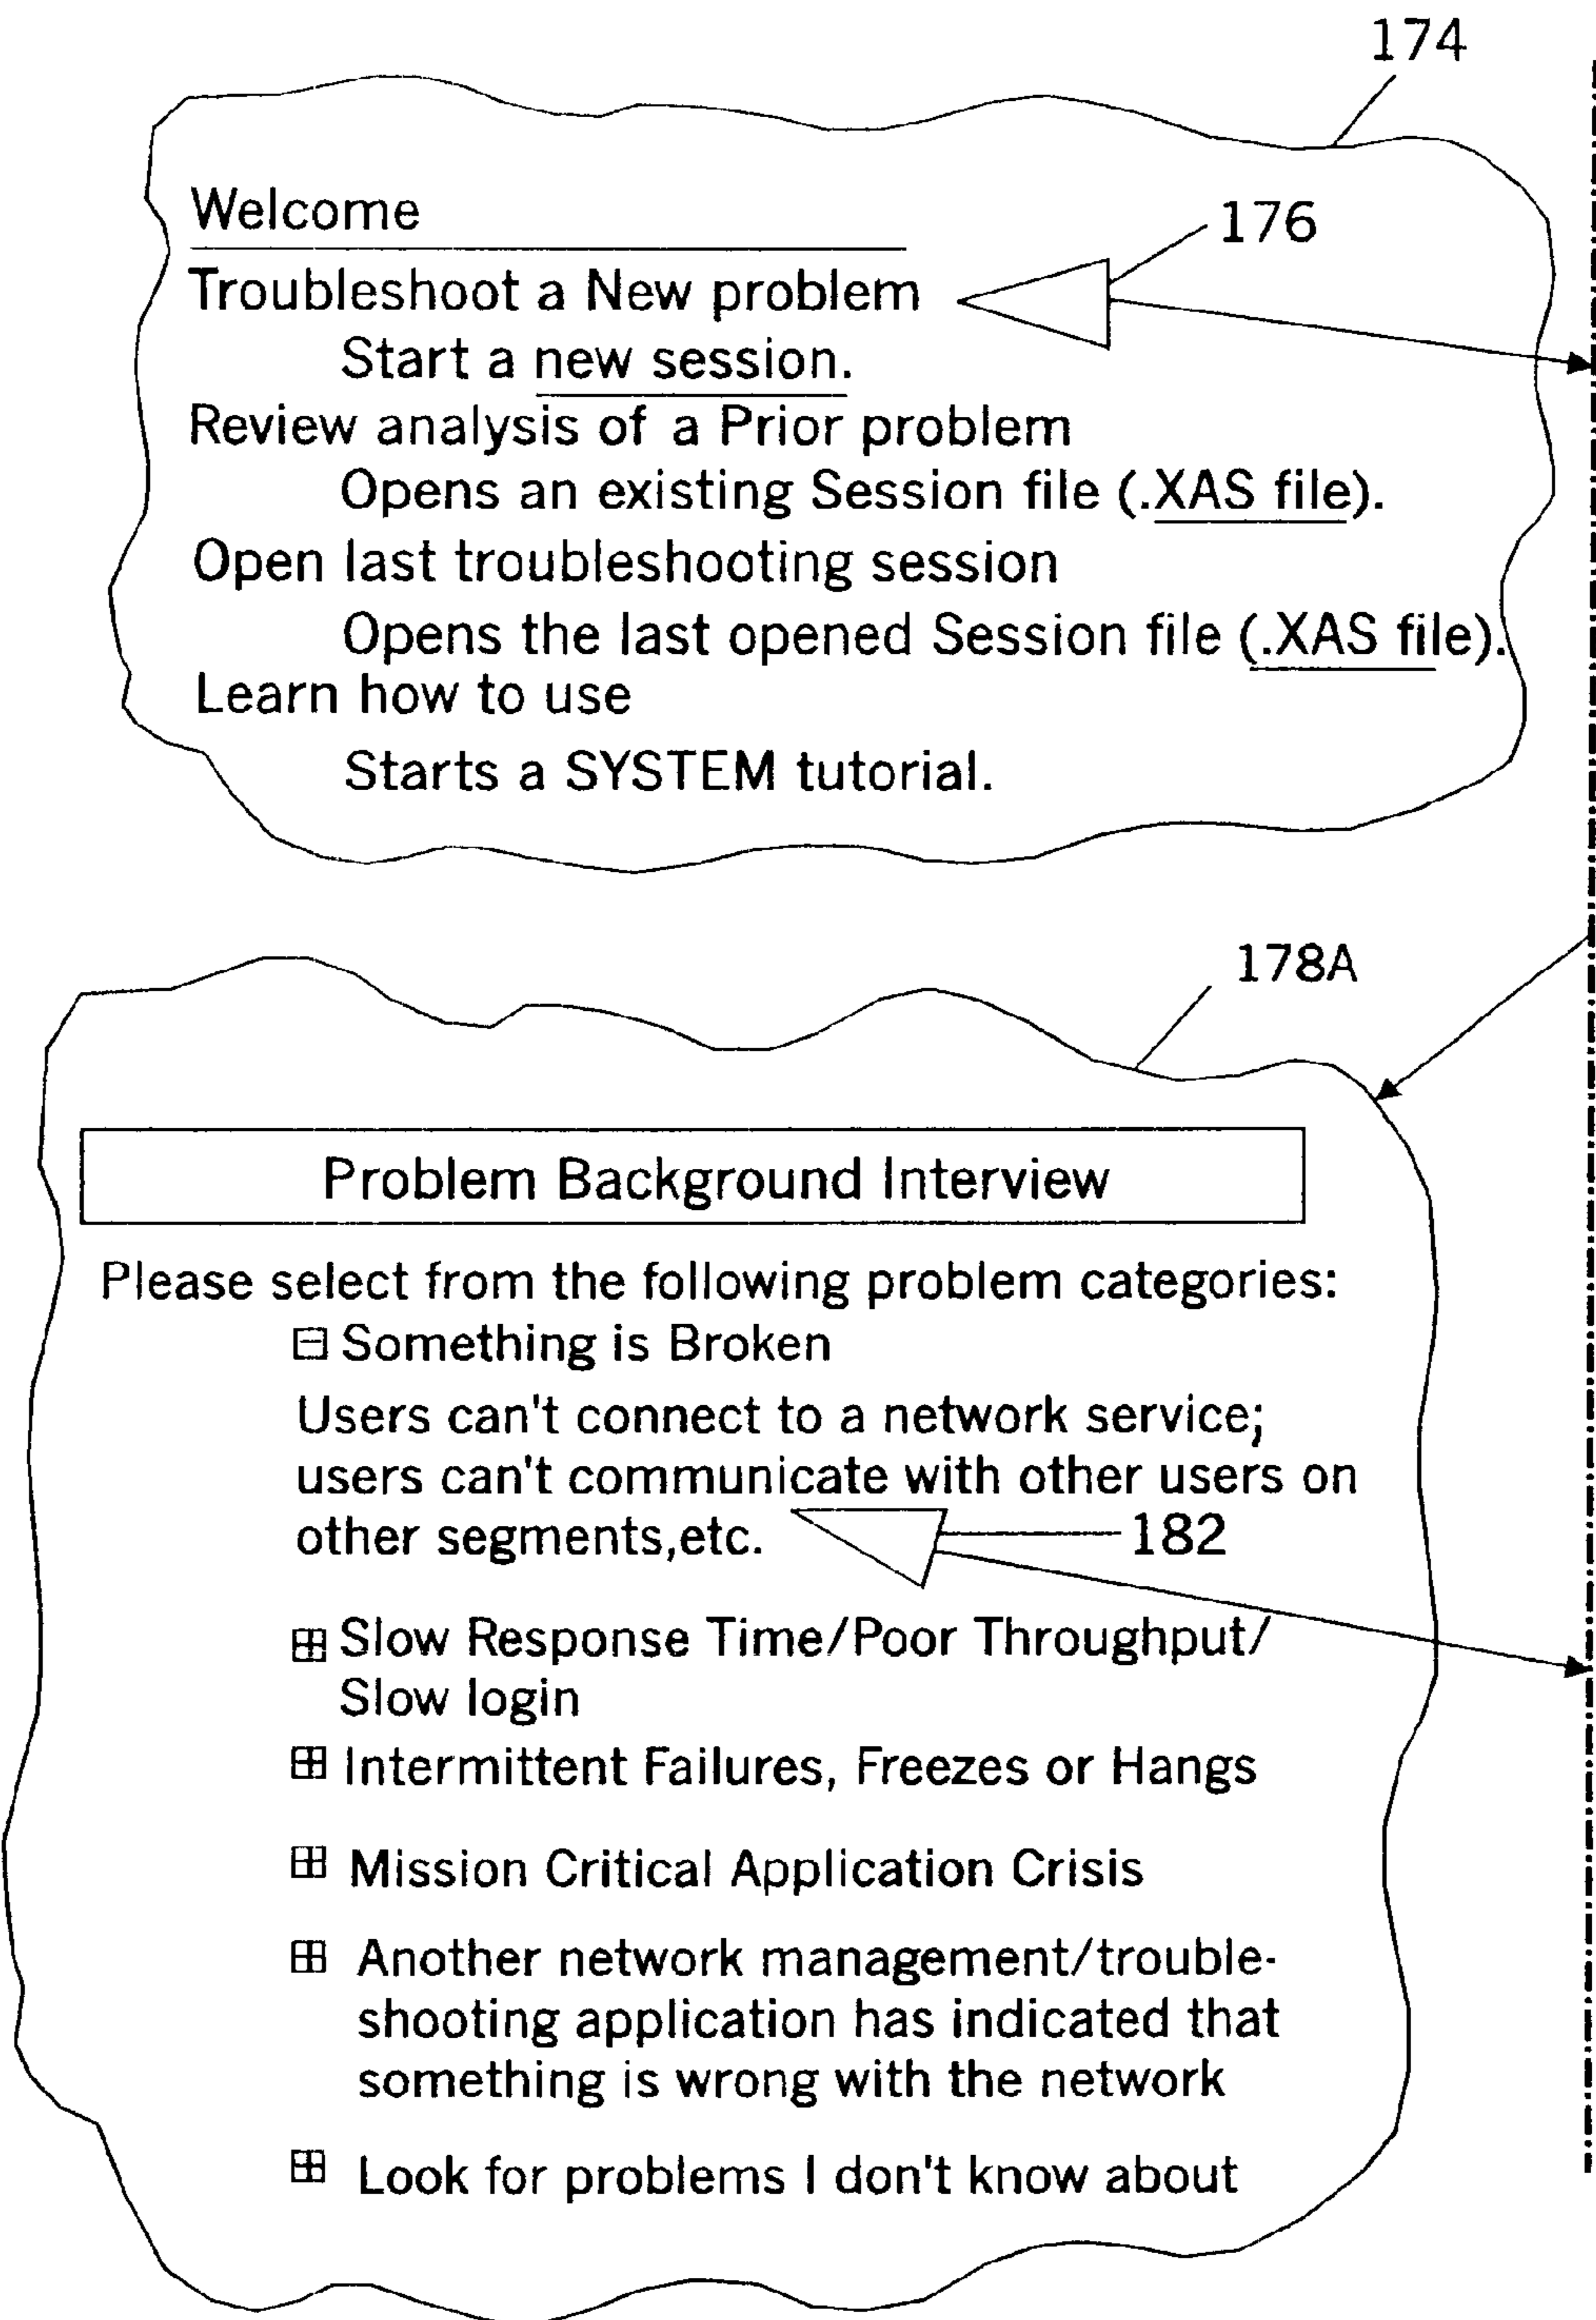 174
Welcome
176
Troubleshoot a New problem
Start a new session.
Review analysis of a Prior problem
Opens an existing Session file (.XAS file).
Open last troubleshooting session
Opens the last opened Session file (.XAS file).
Learn how to use
Starts a SYSTEM tutorial.
178A
Problem Background Interview
Please select from the following problem categories:
Something is Broken
Users can't connect to a network service;
users can't communicate with other users on
other segments,etc.
182
Slow Response Time/Poor Throughput/
Slow login
Intermittent Failures, Freezes or Hangs
Mission Critical Application Crisis
Another network management/trouble-
shooting application has indicated that
something is wrong with the network
Look for problems I don't know about